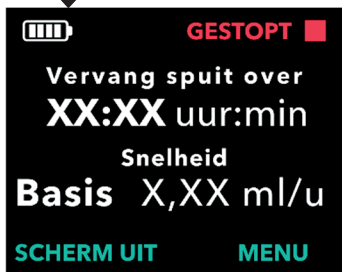 GESTOPT
Vervang spuit over
XX:XX uur:min
Snelheid
Basis X,XX ml/u
SCHERM UIT MENU